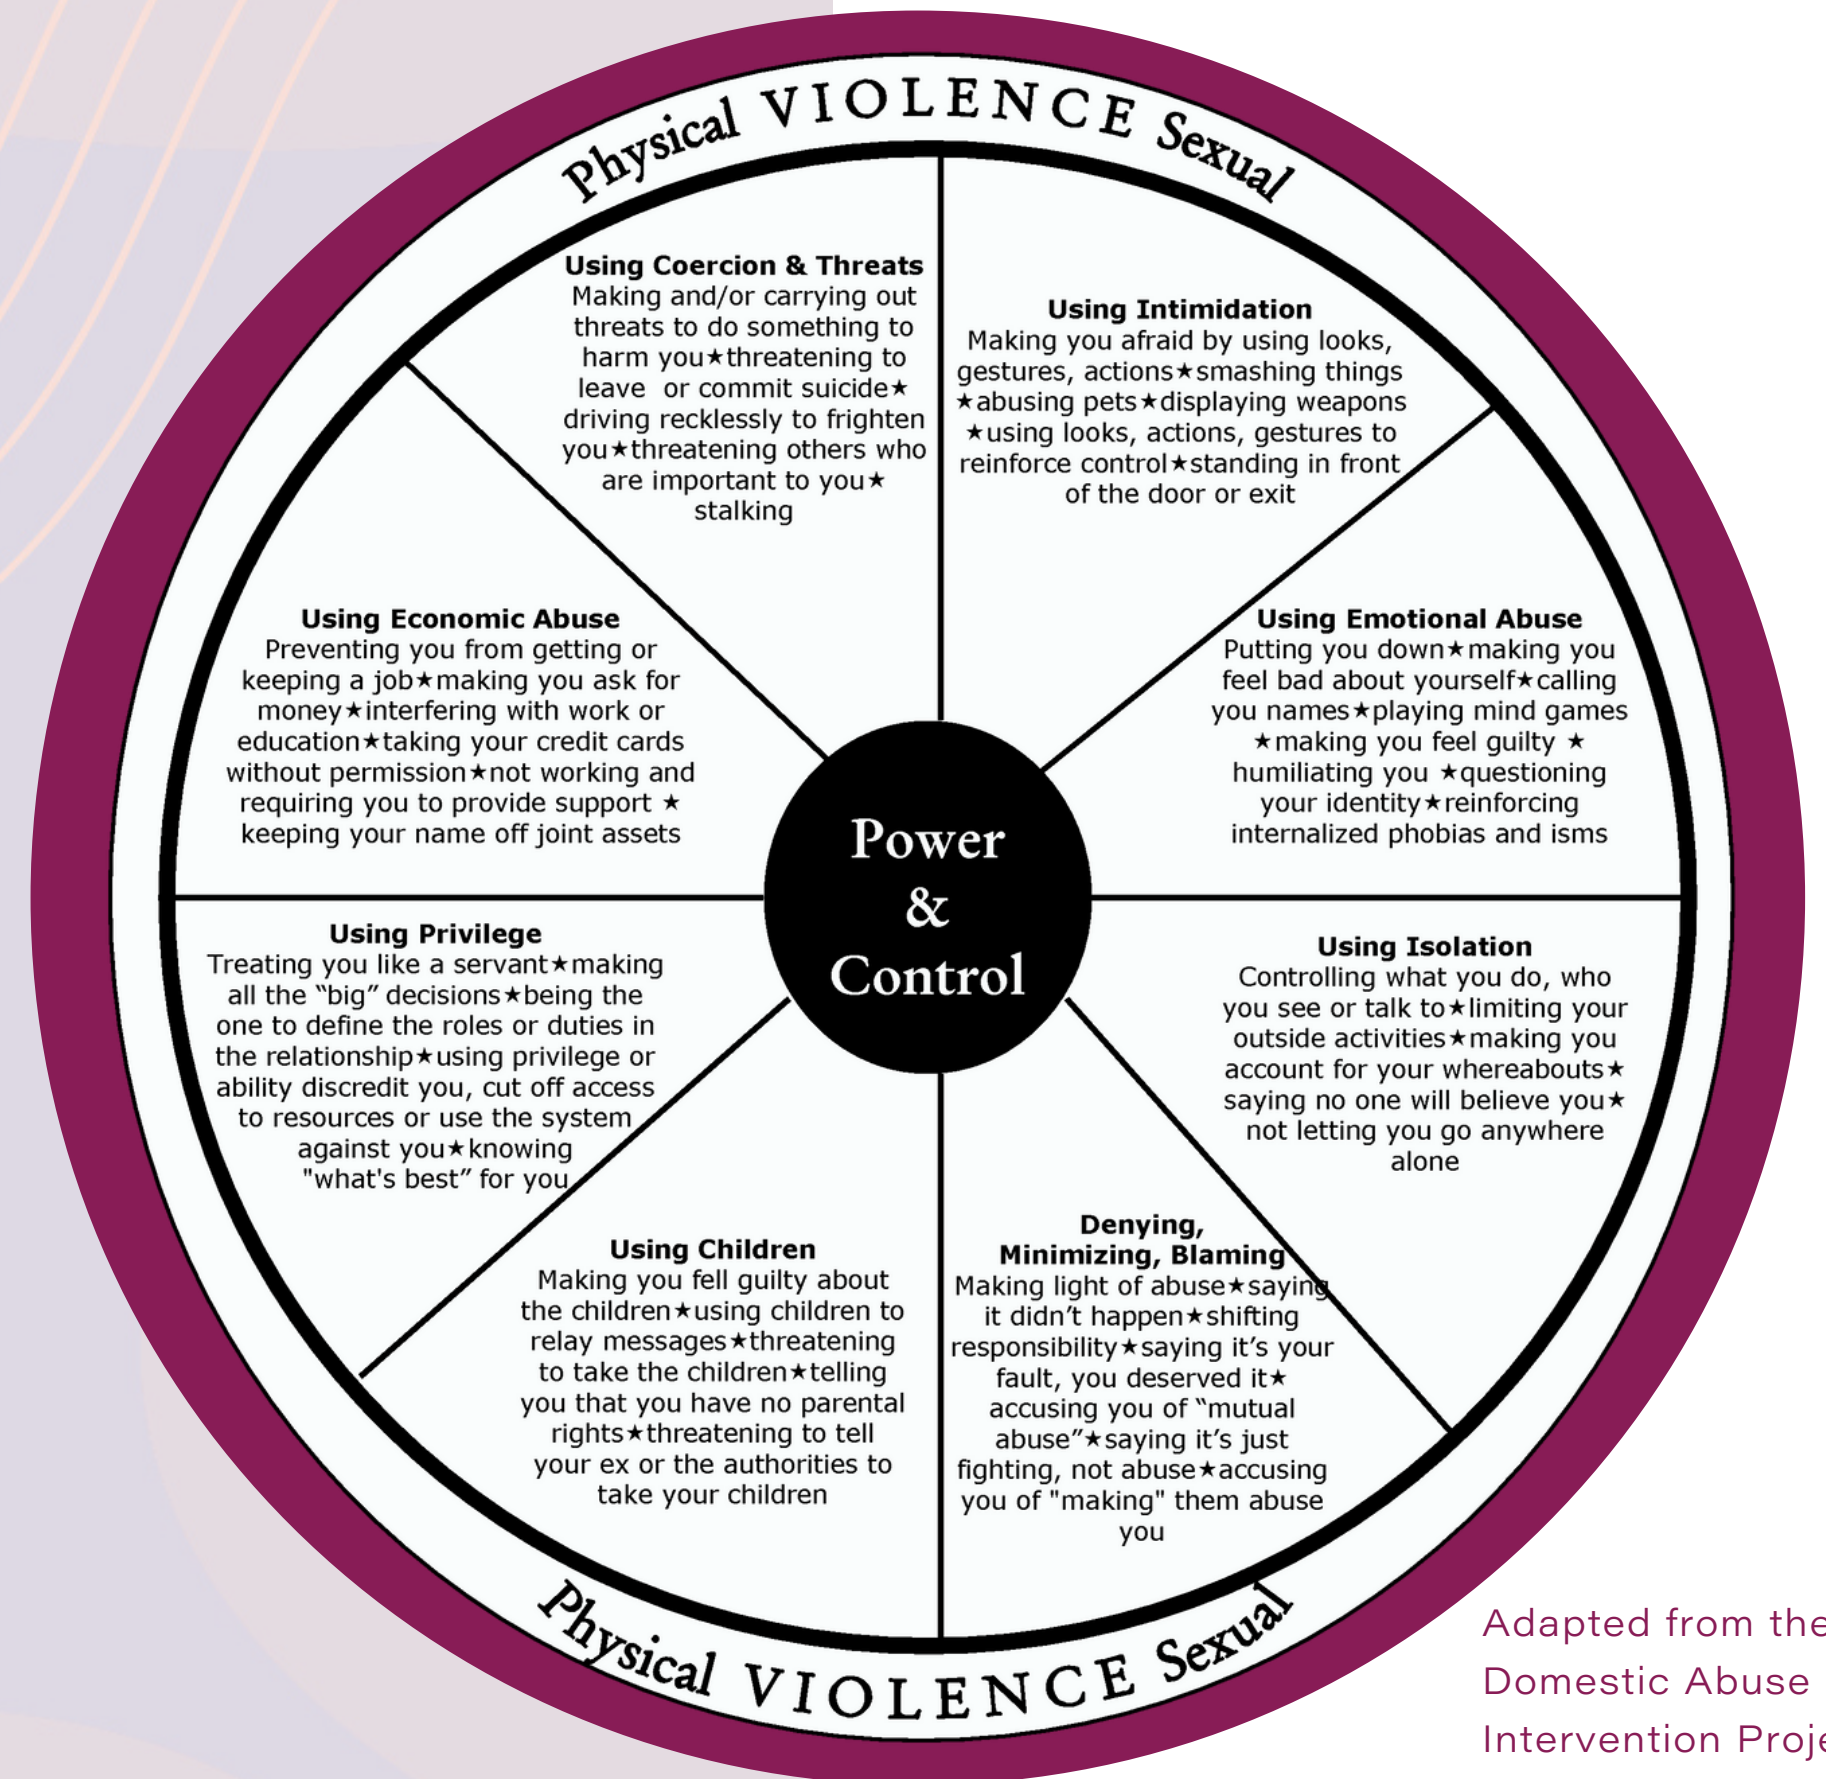 Physical VIOLENCE Sexual
Using Coercion & Threats
Making and/or carrying out
threats to do something to
harm you★threatening to
leave or commit suicide★
driving recklessly to frighten
you★threatening others who
are important to you★
stalking
Using Intimidation
Making you afraid by using looks,
gestures, actions★smashing things
★abusing pets★displaying weapons
★using looks, actions, gestures to
reinforce control★standing in front
of the door or exit
Using Economic Abuse
Preventing you from getting or
keeping a job★making you ask for
money★interfering with work or
education★taking your credit cards
without permission★not working and
requiring you to provide support ★
keeping your name off joint assets
Using Emotional Abuse
Putting you down★making you
feel bad about yourself★calling
you names★playing mind games
★making you feel guilty ★
humiliating you ★questioning
your identity★reinforcing
internalized phobias and isms
Power
&
Control
Using Privilege
Treating you like a servant★making
all the “big” decisions★being the
one to define the roles or duties in
the relationship★using privilege or
ability discredit you, cut off access
to resources or use the system
against you★knowing
"what's best” for you
Using Isolation
Controlling what you do, who
you see or talk to★limiting your
outside activities★making you
account for your whereabouts★
saying no one will believe you★
not letting you go anywhere
alone
Using Children
Making you fell guilty about
the children★using children to
relay messages★threatening
to take the children★telling
you that you have no parental
rights★threatening to tell
your ex or the authorities to
take your children
Denying,
Minimizing, Blaming
Making light of abuse★saying
it didn’t happen★shifting
responsibility★saying it’s your
fault, you deserved it★
accusing you of “mutual
abuse”★saying it’s just
fighting, not abuse★accusing
you of "making" them abuse
you
Physical VIOLENCE Sexual
Adapted from the
Domestic Abuse
Intervention Proje